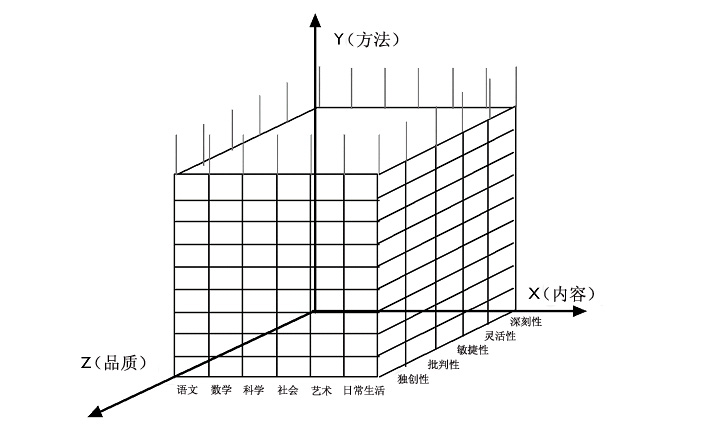 Y(方法)
X(内容)
深刻性
灵活性
敏捷性
批判性
独创性
Z(品质)
语文 数学 科学 社会 艺术 日常生活